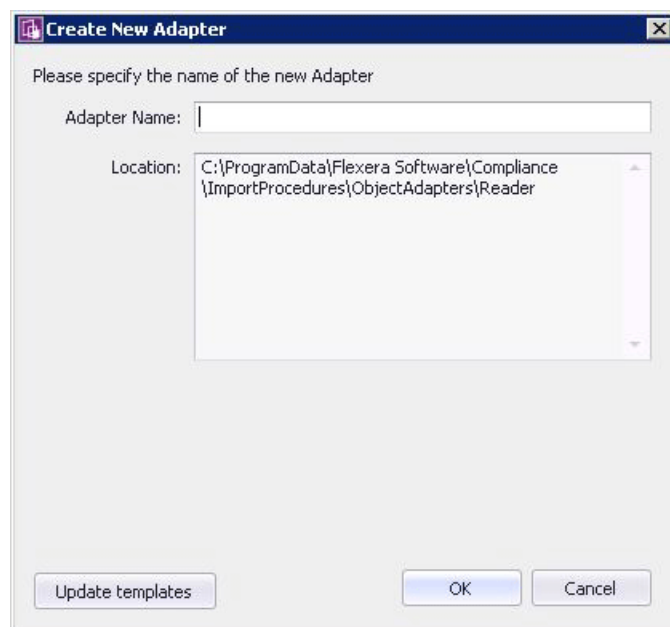 Create New Adapter
Please specify the name of the new Adapter
Adapter Name:
Location:
C:\ProgramData\Flexera Software\Compliance
\ImportProcedures\ObjectAdapters\Reader
Update templates
OK
Cancel